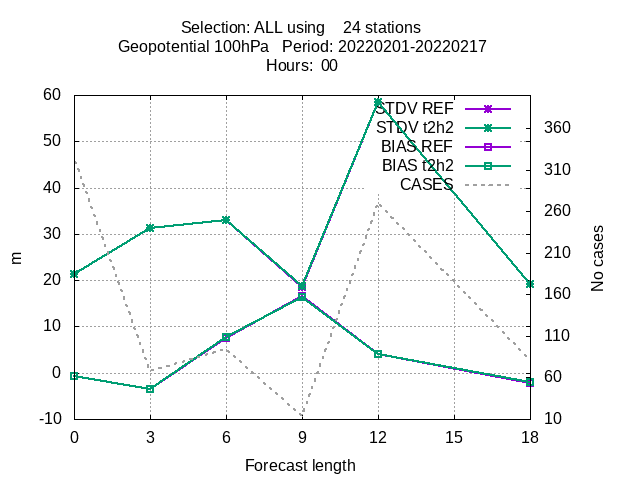 Selection: ALL using    24 stations
Geopotential 100hPa   Period: 20220201-20220217
Hours:  00
STDV REF
STDV t2h2
BIAS REF
BIAS t2h2
CASES
60
50
40
30
20
10
0
-10
m
360
310
260
210
160
110
60
10
No cases
0 3 6 9 12 15 18
Forecast length